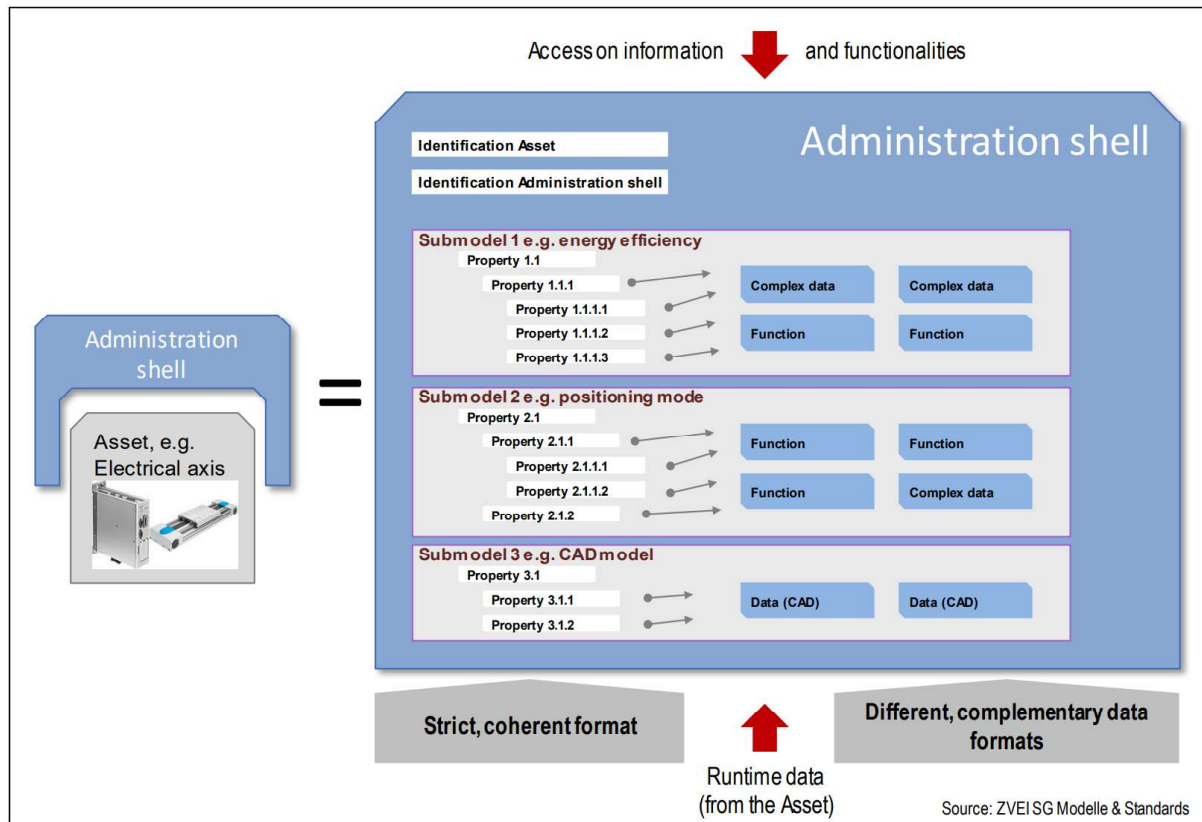 Access on information and functionalities
Administration shell
Identification Asset
Identification Administration shell
Submodel 1 e.g. energy efficiency
Property 1.1
Property 1.1.1
Property 1.1.1.1
Property 1.1.1.2
Property 1.1.1.3
Complex data
Complex data
Function
Function
Administration
shell
=
Asset, e.g.
Electrical axis
Submodel 2 e.g. positioning mode
Property 2.1
Property 2.1.1
Property 2.1.1.1
Property 2.1.1.2
Property 2.1.2
Function
Function
Function
Complex data
Submodel 3 e.g. CAD model
Property 3.1
Property 3.1.1
Property 3.1.2
Data (CAD)
Data (CAD)
Strict, coherent format
Different, complementary data
formats
Runtime data
(from the Asset)
Source: ZVEI SG Modelle & Standards